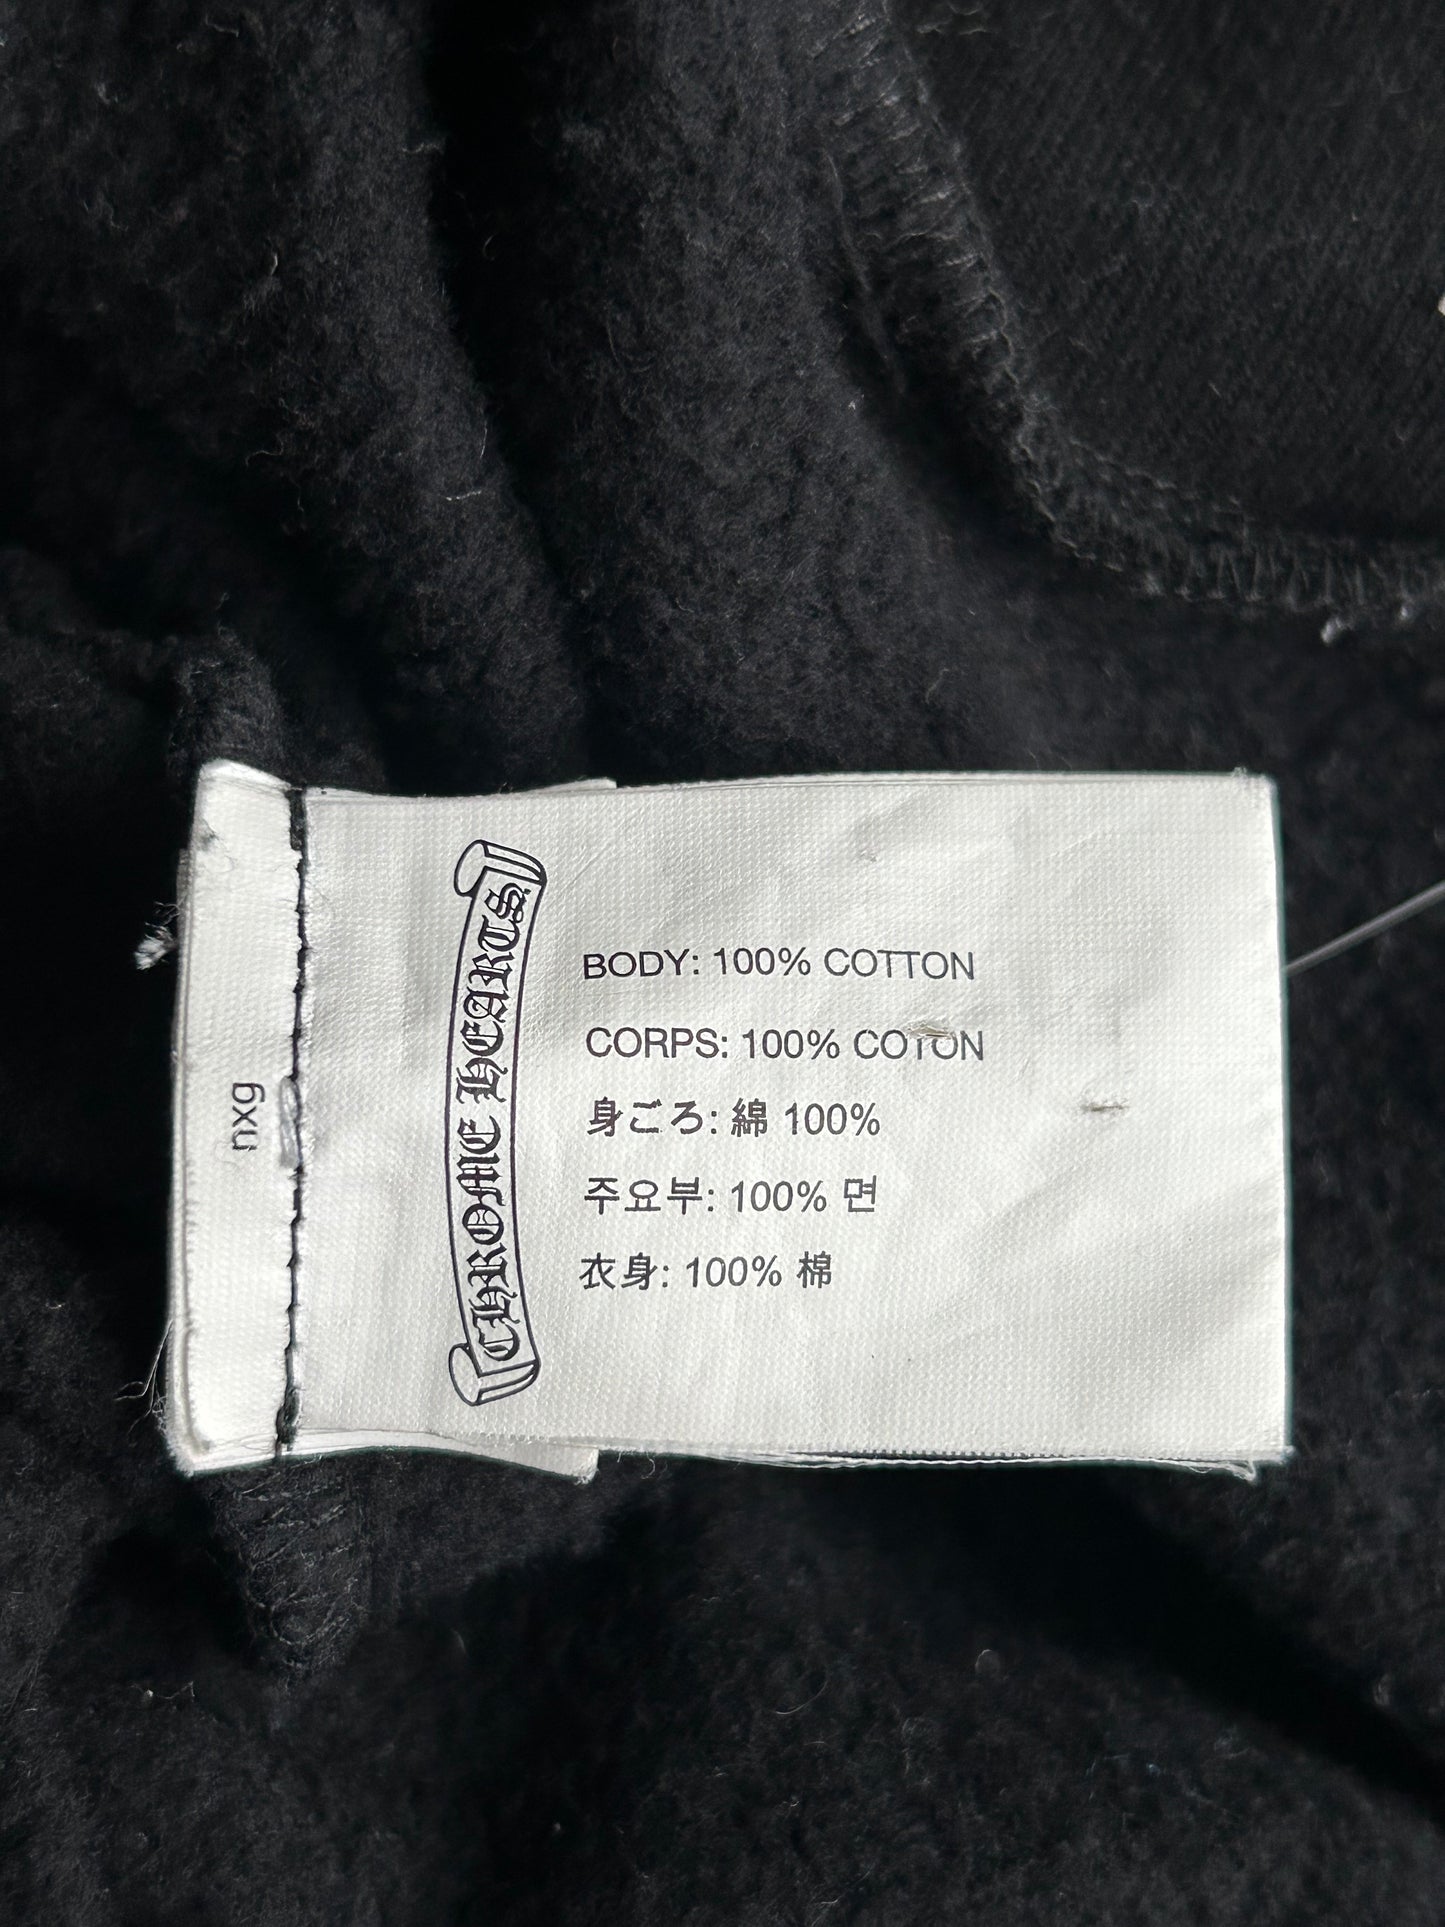 CHROME HEARTS
BODY: 100% COTTON
CORPS: 100% COTON
身ごろ: 綿 100%
주요부: 100% 면
衣身: 100% 棉
nxg